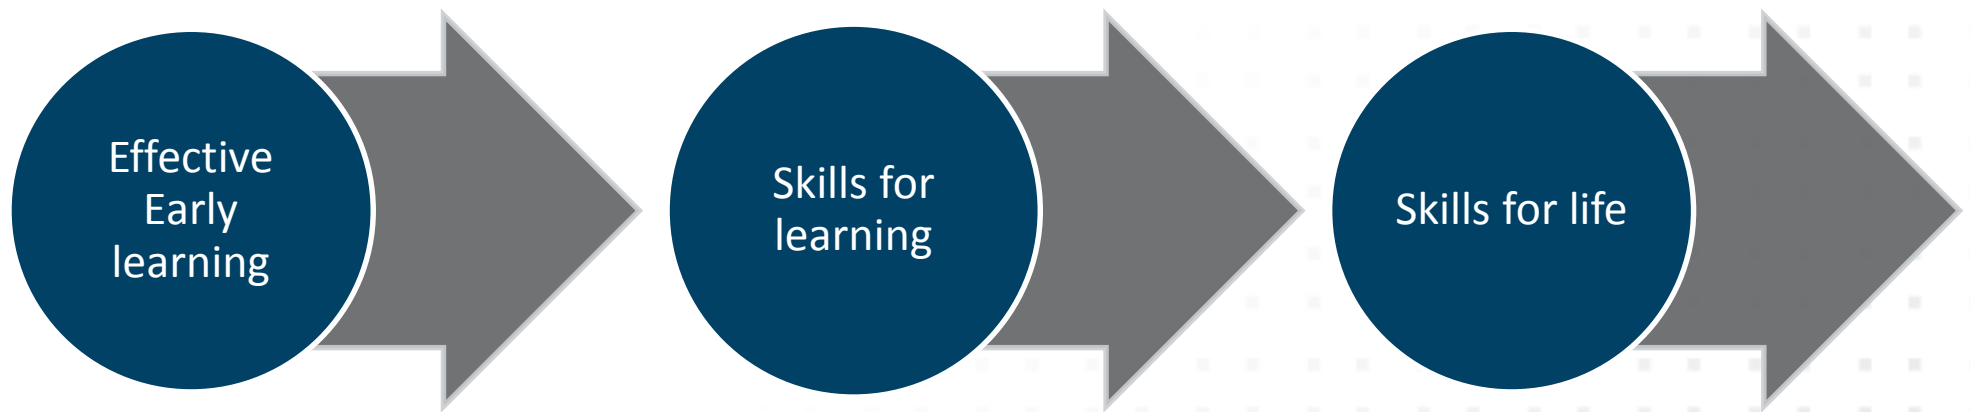 Effective
Early
learning
Skills for
learning
Skills for life